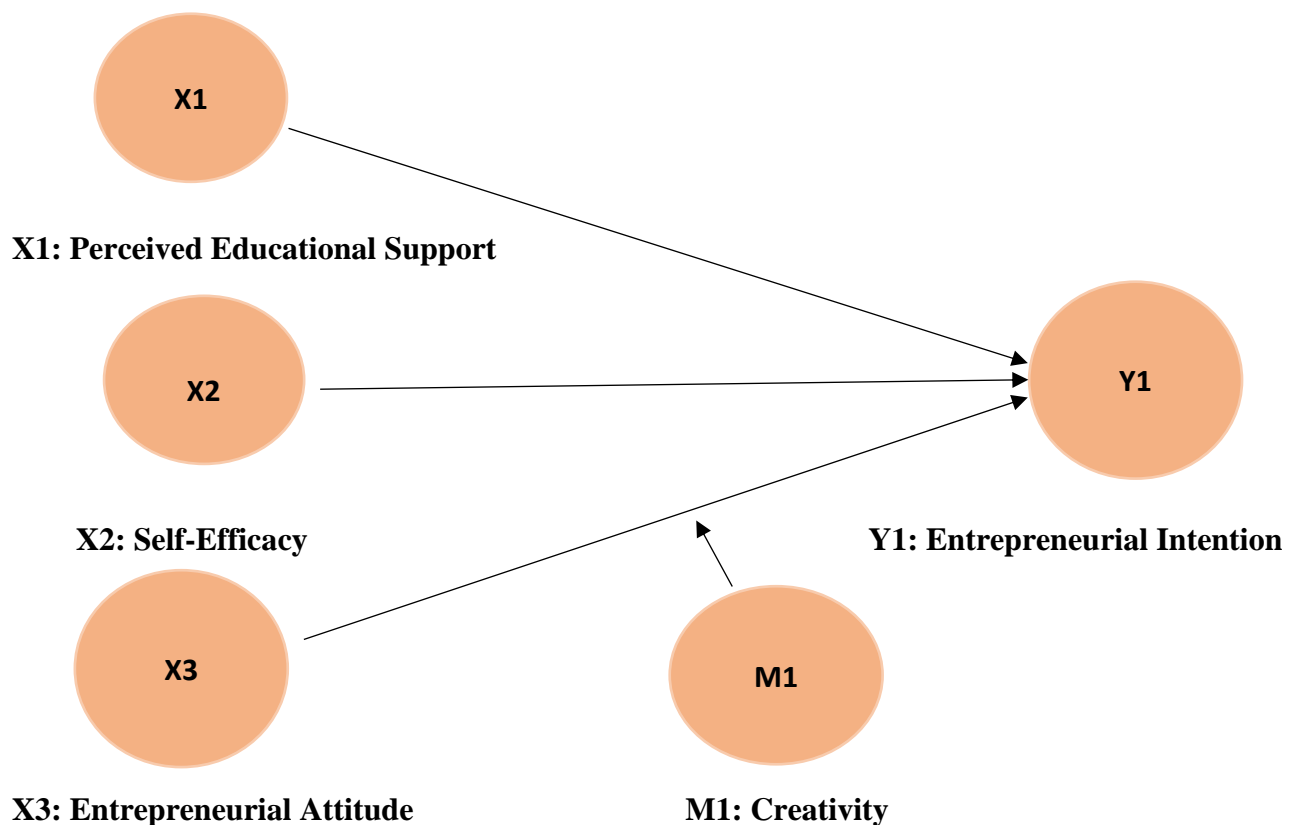 X1
X1: Perceived Educational Support
X2
Y1
X2: Self-Efficacy
Y1: Entrepreneurial Intention
X3
M1
X3: Entrepreneurial Attitude
M1: Creativity